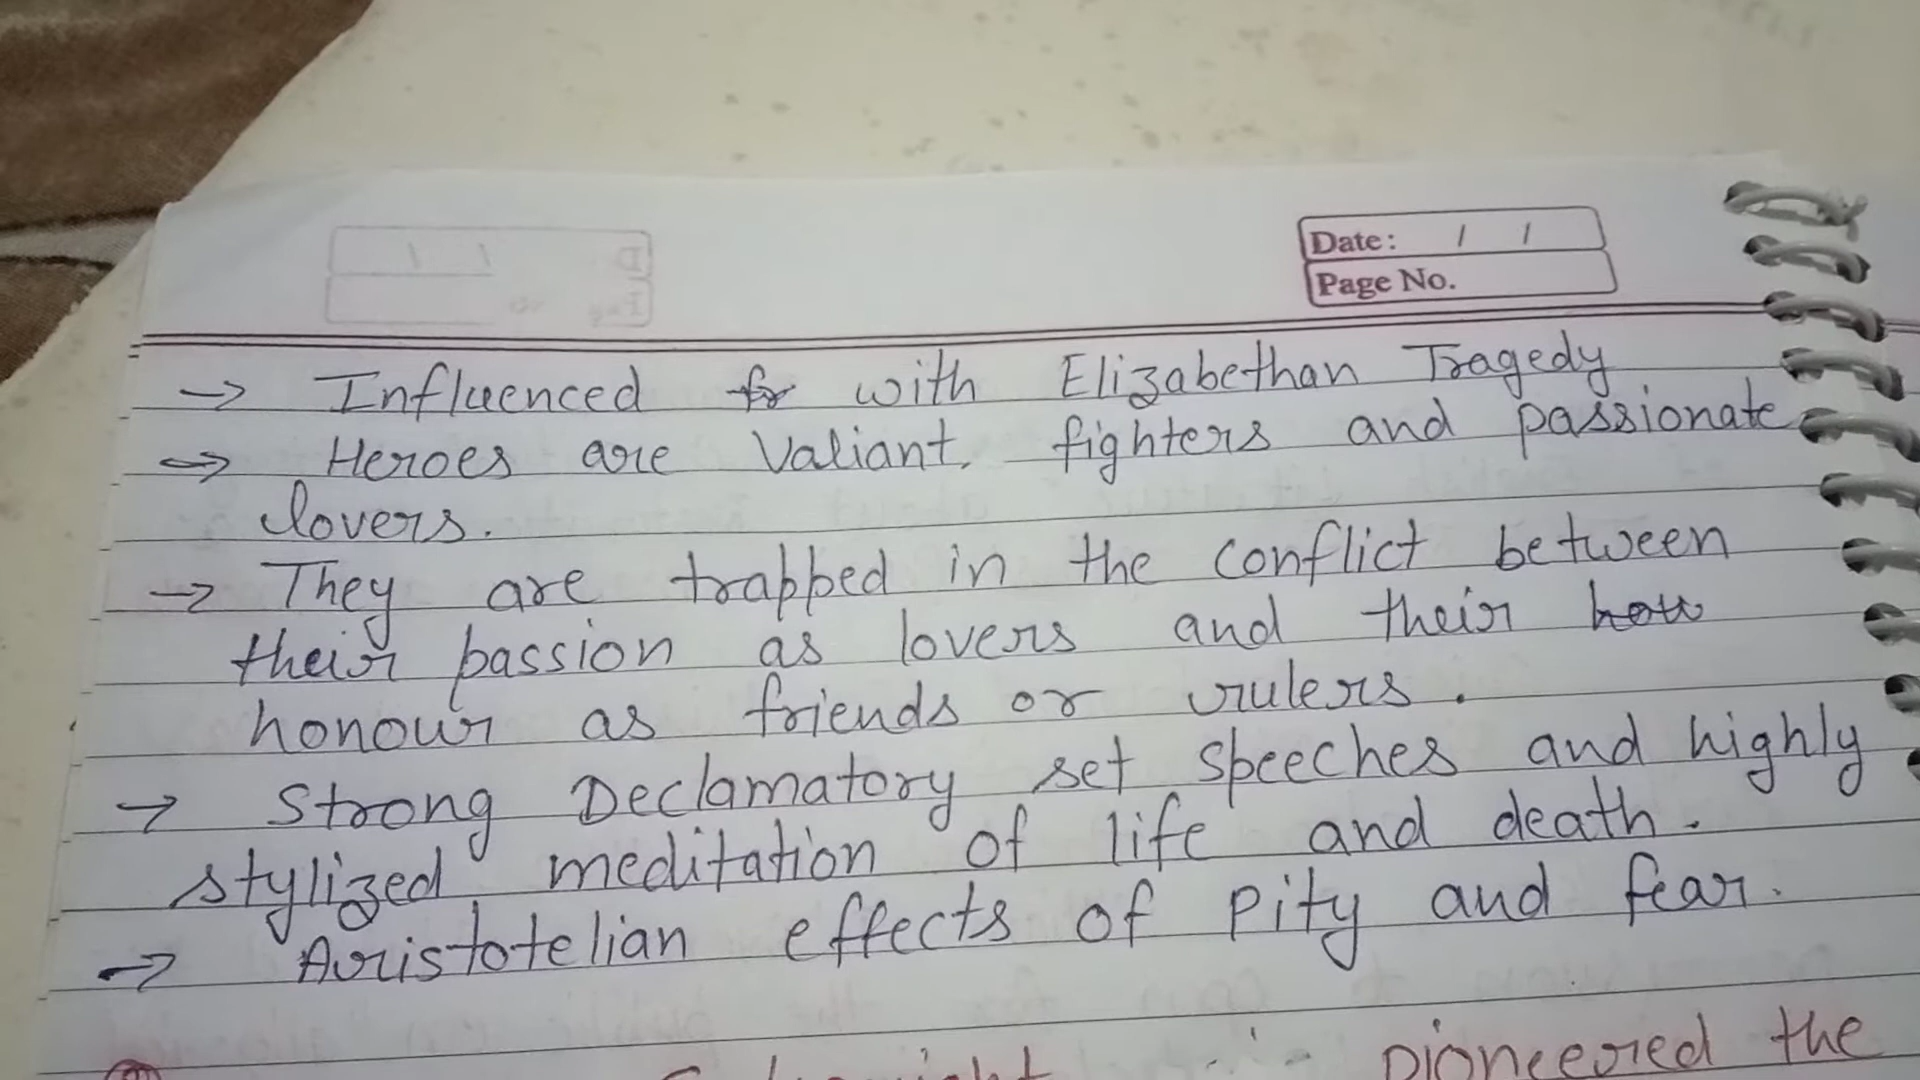 Date: / /
Page No.
→ Influenced for with Elizabethan Tragedy
→ Heroes are Valiant, fighters and passionate
lovers.
→ They are trapped in the conflict between
their passion as lovers and their
honour as friends or rulers.
→ Strong Declamatory set speeches and highly
stylized meditation of life and death.
→ Aristotelian effects of Pity and fear.
pioneered the